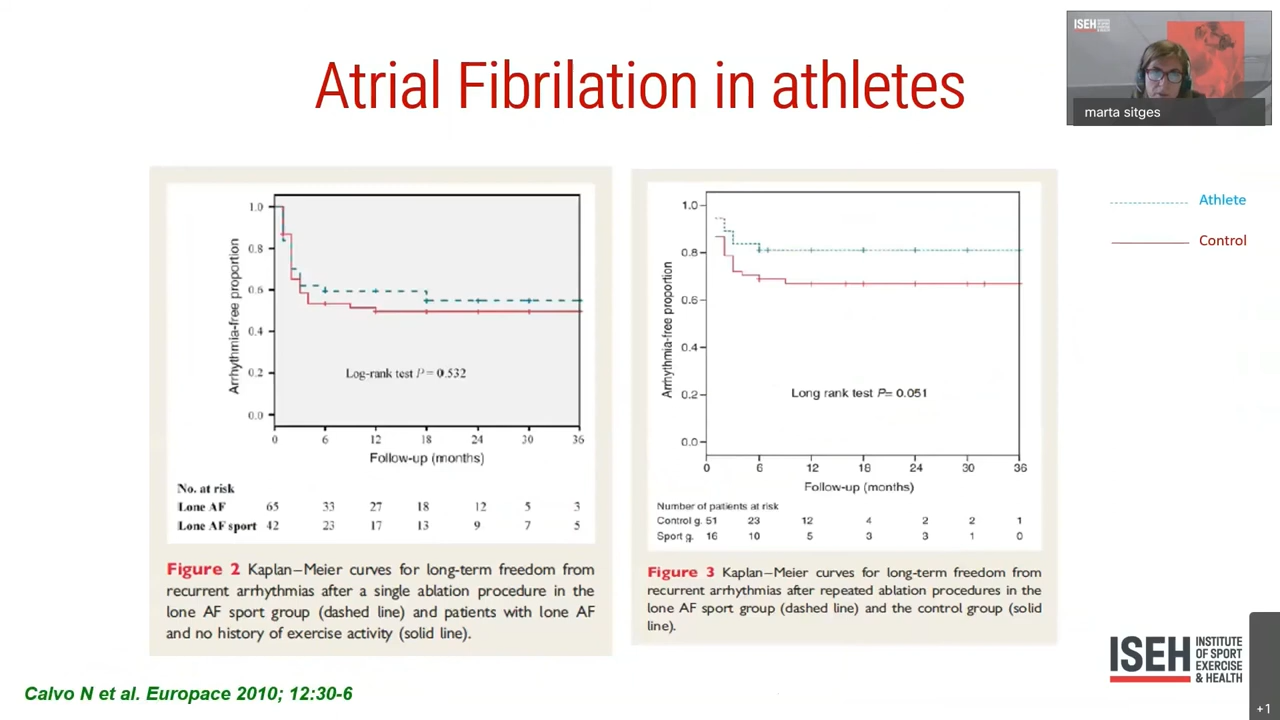 Atrial Fibrilation in athletes
ISEH
marta sitges
Athlete
Control
1.0
0.8
0.6
0.4
0.2
0.0
Arrhythmia-free proportion
Log-rank test P = 0.532
0 6 12 18 24 30 36
Follow-up (months)
No. at risk
Lone AF 65 33 27 18 12 5 3
Lone AF sport 42 23 17 13 9 7 5
Figure 2 Kaplan–Meier curves for long-term freedom from
recurrent arrhythmias after a single ablation procedure in the
lone AF sport group (dashed line) and patients with lone AF
and no history of exercise activity (solid line).
1.0
0.8
0.6
0.4
0.2
0.0
Arrhythmia-free proportion
Long rank test P= 0.051
0 6 12 18 24 30 36
Follow-up (months)
Number of patients at risk
Control g. 51 23 12 4 2 2 1
Sport g. 16 10 5 3 3 1 0
Figure 3 Kaplan–Meier curves for long-term freedom from
recurrent arrhythmias after repeated ablation procedures in the
lone AF sport group (dashed line) and the control group (solid
line).
Calvo N et al. Europace 2010; 12:30-6
ISEH
INSTITUTE
OF SPORT
EXERCISE
& HEALTH
+1